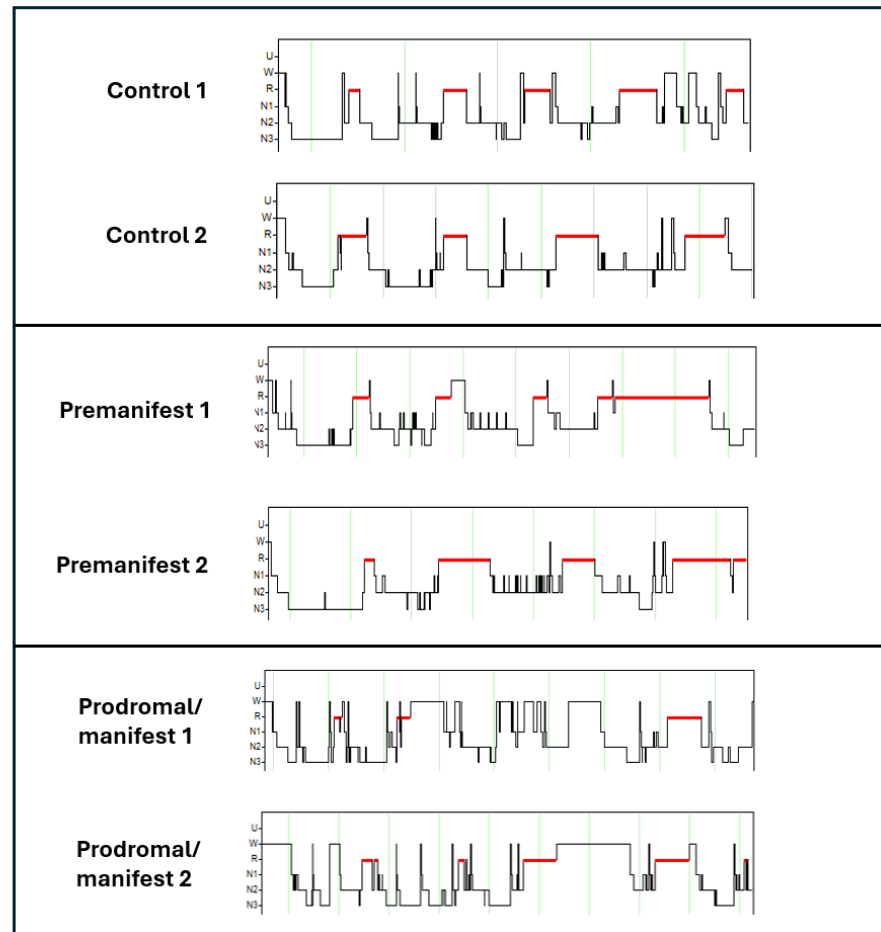 Control 1
U
W
R
N1
N2
N3
Control 2
U
W
R
N1
N2
N3
Premanifest 1
U
W
R
N1
N2
N3
Premanifest 2
U
W
R
N1
N2
N3
Prodromal/
manifest 1
U
W
R
N1
N2
N3
Prodromal/
manifest 2
U
W
R
N1
N2
N3